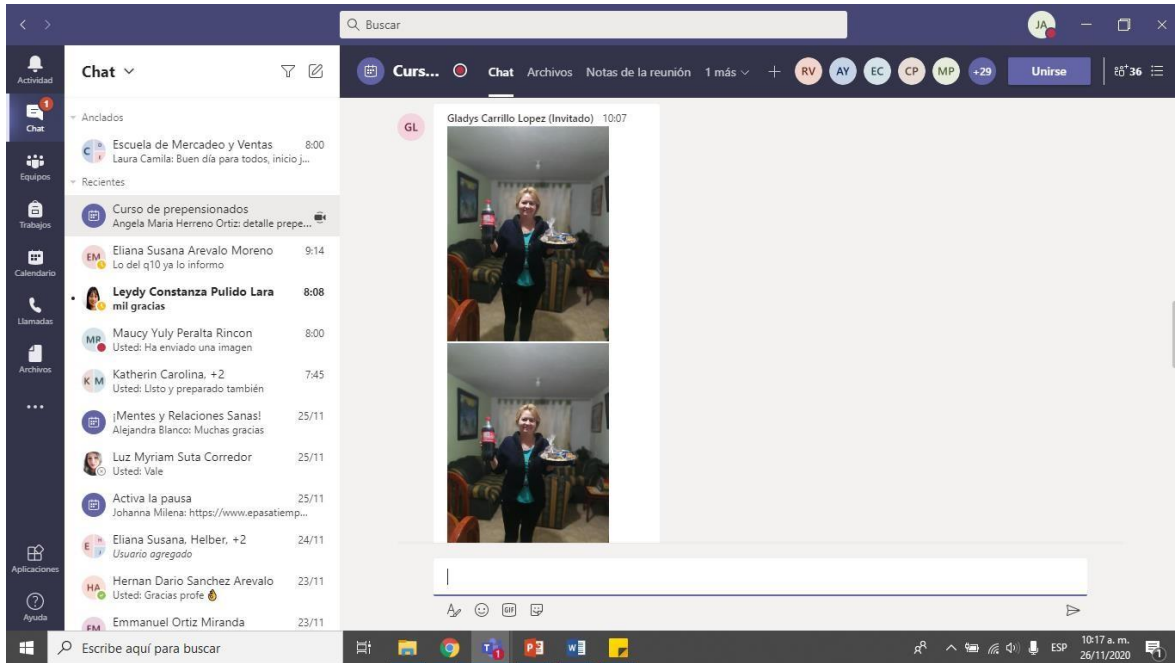 Buscar
JA
Actividad
Chat
1
Equipos
Trabajos
Calendario
Llamadas
Archivos
Aplicaciones
Ayuda
Chat
Anclados
Escuela de Mercadeo y Ventas 8:00
Laura Camila: Buen día para todos, inicio j...
Recientes
Curso de prepensionados
Angela Maria Herreno Ortiz: detalle prepe...
EM
Eliana Susana Arevalo Moreno 9:14
Lo del q10 ya lo informo
Leydy Constanza Pulido Lara 8:08
mil gracias
MP
Maucy Yuly Peralta Rincon 8:00
Usted: Ha enviado una imagen
K M
Katherin Carolina, +2 7:45
Usted: LIsto y preparado también
¡Mentes y Relaciones Sanas! 25/11
Alejandra Blanco: Muchas gracias
Luz Myriam Suta Corredor 25/11
Usted: Vale
Activa la pausa 25/11
Johanna Milena: https://www.epasatiemp...
E H
Eliana Susana, Helber, +2 24/11
Usuario agregado
HA
Hernan Dario Sanchez Arevalo 23/11
Usted: Gracias profe
EM
Emmanuel Ortiz Miranda 23/11
Curs... Chat Archivos Notas de la reunión 1 más RV AY EC CP MP +29 Unirse 36
GL
Gladys Carrillo Lopez (Invitado) 10:07
GIF
Escribe aquí para buscar
ESP
10:17 a. m.
26/11/2020